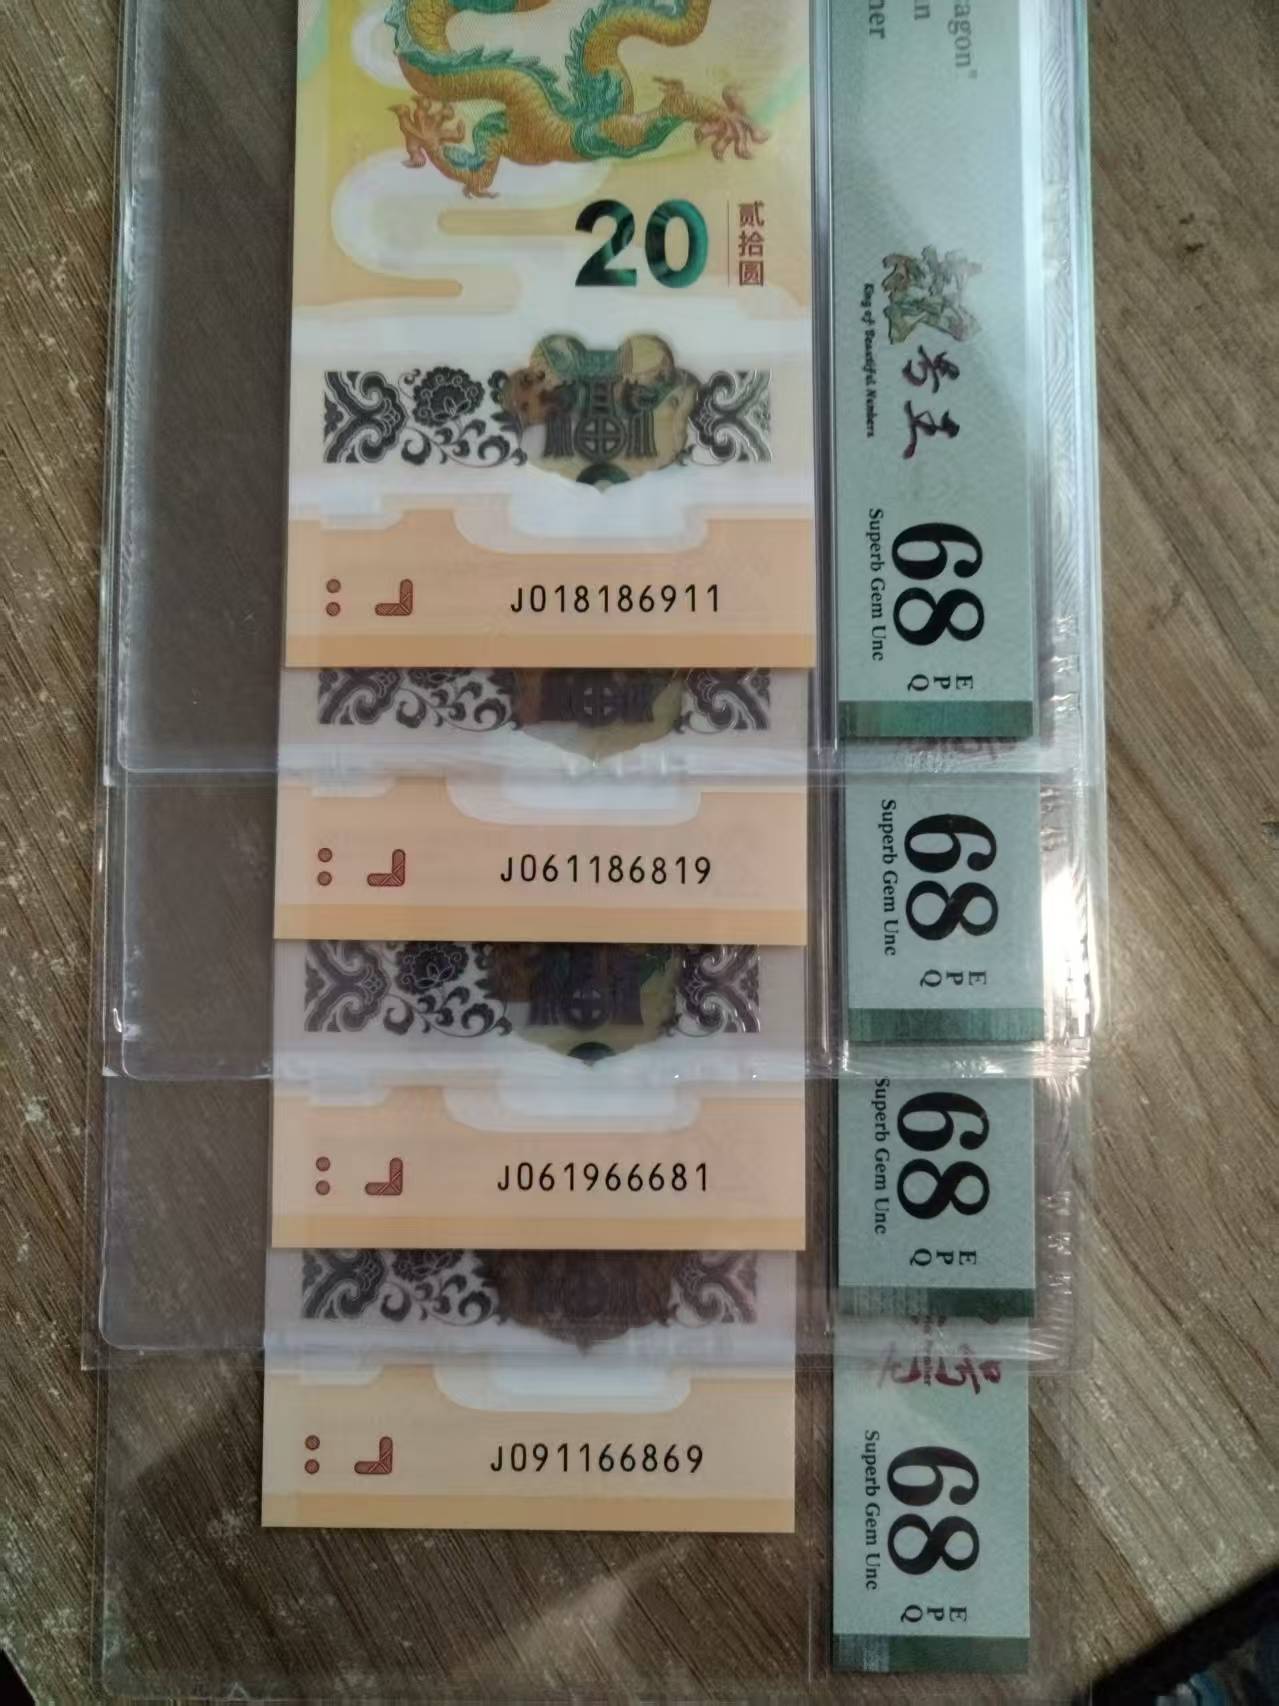 20
贰拾圆
J018186911
J061186819
J061966681
J091166869
agon"
n
ner
King of Beautiful Numbers
号王
68
Superb Gem Unc
EPQ
68
Superb Gem Unc
EPQ
68
Superb Gem Unc
EPQ
68
Superb Gem Unc
EPQ